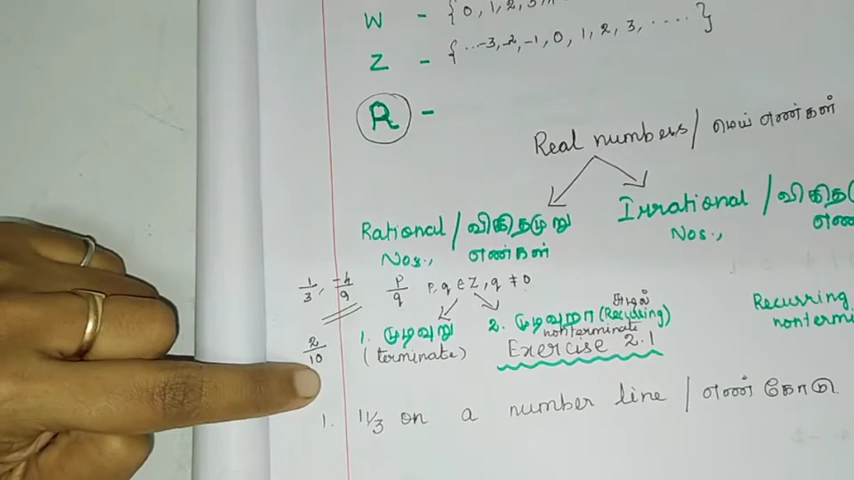 W - {0, 1, 2, 3
Z - {...-3, -2, -1, 0, 1, 2, 3, .....}
R -
Real numbers / மெய் எண்கள்
Rational / விகிதமுறு
Nos., எண்கள்
Irrational / விகித
Nos.,
1/3, -4/9
p/q p, q ∈ Z, q ≠ 0
2/10
1. முடிவுறு
(terminate)
2. முடிவுறா (Recurring)
nonterminate
Recurring,
nontermi
Exercise 2.1
1. 11/3 on a number line / எண் கோடு